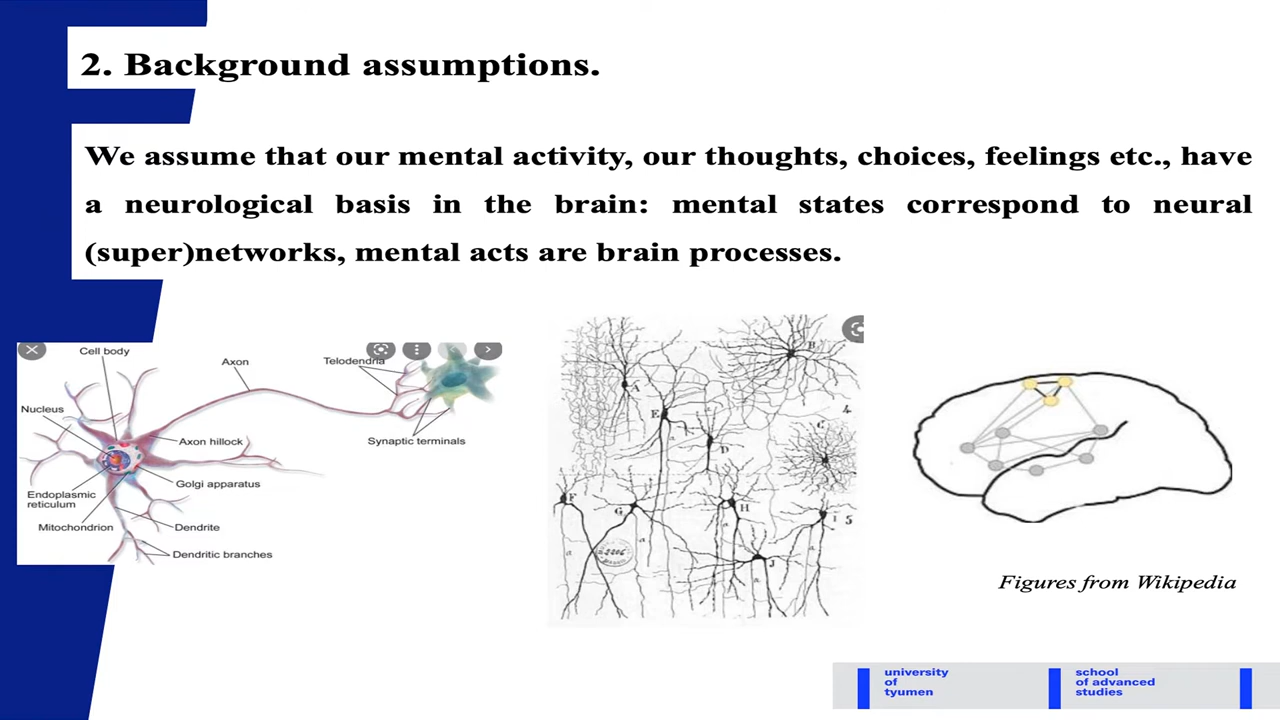 2. Background assumptions.
We assume that our mental activity, our thoughts, choices, feelings etc., have
a neurological basis in the brain: mental states correspond to neural
(super)networks, mental acts are brain processes.
Cell body
Axon
Telodendria
Nucleus
Axon hillock
Synaptic terminals
Golgi apparatus
Endoplasmic
reticulum
Mitochondrion
Dendrite
Dendritic branches
A
B
E
a
4
D
C
F
G
H
I
5
a
a
a
a
J
a
Figures from Wikipedia
university
of
tyumen
school
of advanced
studies